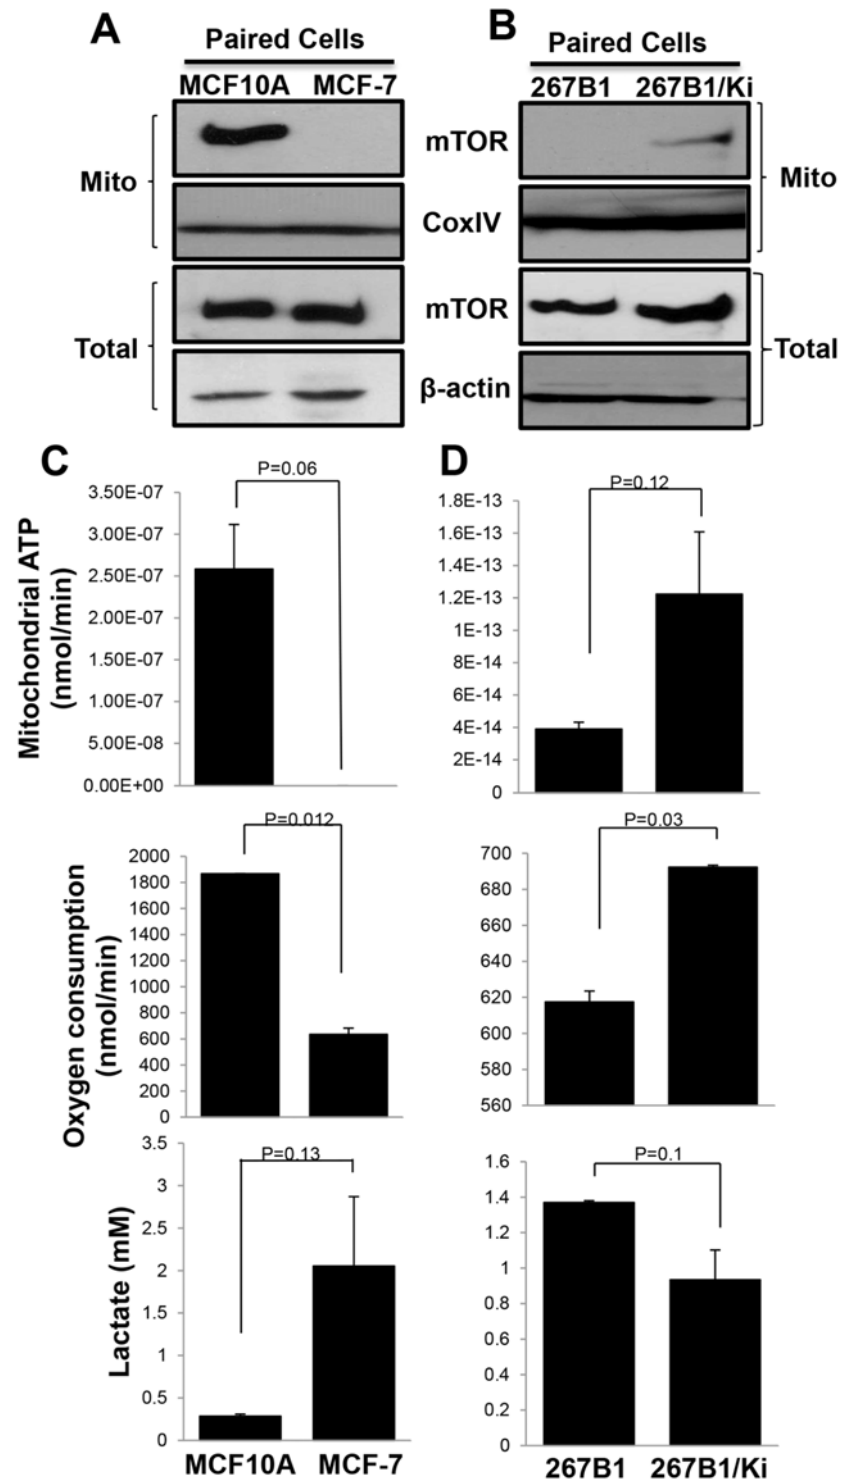 A
Paired Cells
MCF10A MCF-7
B
Paired Cells
267B1 267B1/Ki
Mito
mTOR
CoxIV
Mito
Total
mTOR
β-actin
Total
C
P=0.06
Mitochondrial ATP
(nmol/min)
3.50E-07
3.00E-07
2.50E-07
2.00E-07
1.50E-07
1.00E-07
5.00E-08
0.00E+00
D
P=0.12
1.8E-13
1.6E-13
1.4E-13
1.2E-13
1E-13
8E-14
6E-14
4E-14
2E-14
0
P=0.012
Oxygen consumption
(nmol/min)
2000
1800
1600
1400
1200
1000
800
600
400
200
0
P=0.03
700
680
660
640
620
600
580
560
P=0.13
Lactate (mM)
3.5
3
2.5
2
1.5
1
0.5
0
MCF10A MCF-7
P=0.1
1.6
1.4
1.2
1
0.8
0.6
0.4
0.2
0
267B1 267B1/Ki